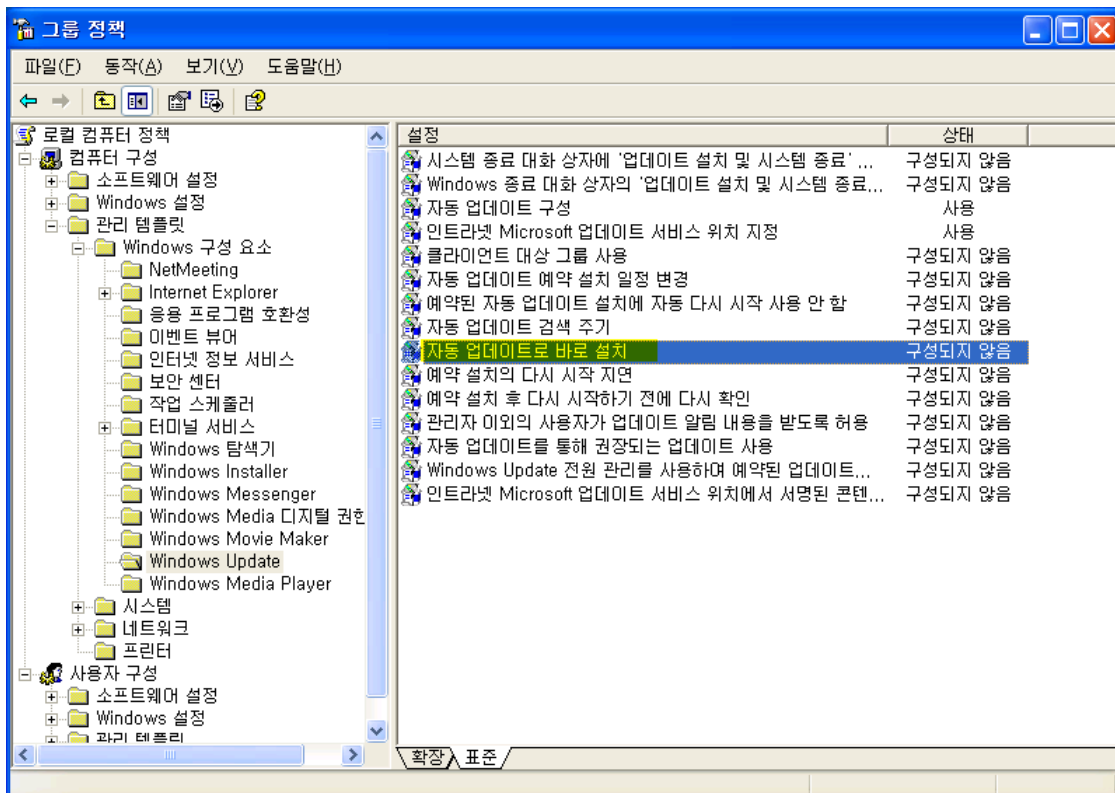 그룹 정책
파일(F) 동작(A) 보기(V) 도움말(H)
로컬 컴퓨터 정책
컴퓨터 구성
소프트웨어 설정
Windows 설정
관리 템플릿
Windows 구성 요소
NetMeeting
Internet Explorer
응용 프로그램 호환성
이벤트 뷰어
인터넷 정보 서비스
보안 센터
작업 스케줄러
터미널 서비스
Windows 탐색기
Windows Installer
Windows Messenger
Windows Media 디지털 권한
Windows Movie Maker
Windows Update
Windows Media Player
시스템
네트워크
프린터
사용자 구성
소프트웨어 설정
Windows 설정
관리 템플릿
설정 상태
시스템 종료 대화 상자에 '업데이트 설치 및 시스템 종료' ... 구성되지 않음
Windows 종료 대화 상자의 '업데이트 설치 및 시스템 종료... 구성되지 않음
자동 업데이트 구성 사용
인트라넷 Microsoft 업데이트 서비스 위치 지정 사용
클라이언트 대상 그룹 사용 구성되지 않음
자동 업데이트 예약 설치 일정 변경 구성되지 않음
예약된 자동 업데이트 설치에 자동 다시 시작 사용 안 함 구성되지 않음
자동 업데이트 검색 주기 구성되지 않음
자동 업데이트로 바로 설치 구성되지 않음
예약 설치의 다시 시작 지연 구성되지 않음
예약 설치 후 다시 시작하기 전에 다시 확인 구성되지 않음
관리자 이외의 사용자가 업데이트 알림 내용을 받도록 허용 구성되지 않음
자동 업데이트를 통해 권장되는 업데이트 사용 구성되지 않음
Windows Update 전원 관리를 사용하여 예약된 업데이트... 구성되지 않음
인트라넷 Microsoft 업데이트 서비스 위치에서 서명된 콘텐... 구성되지 않음
확장 표준